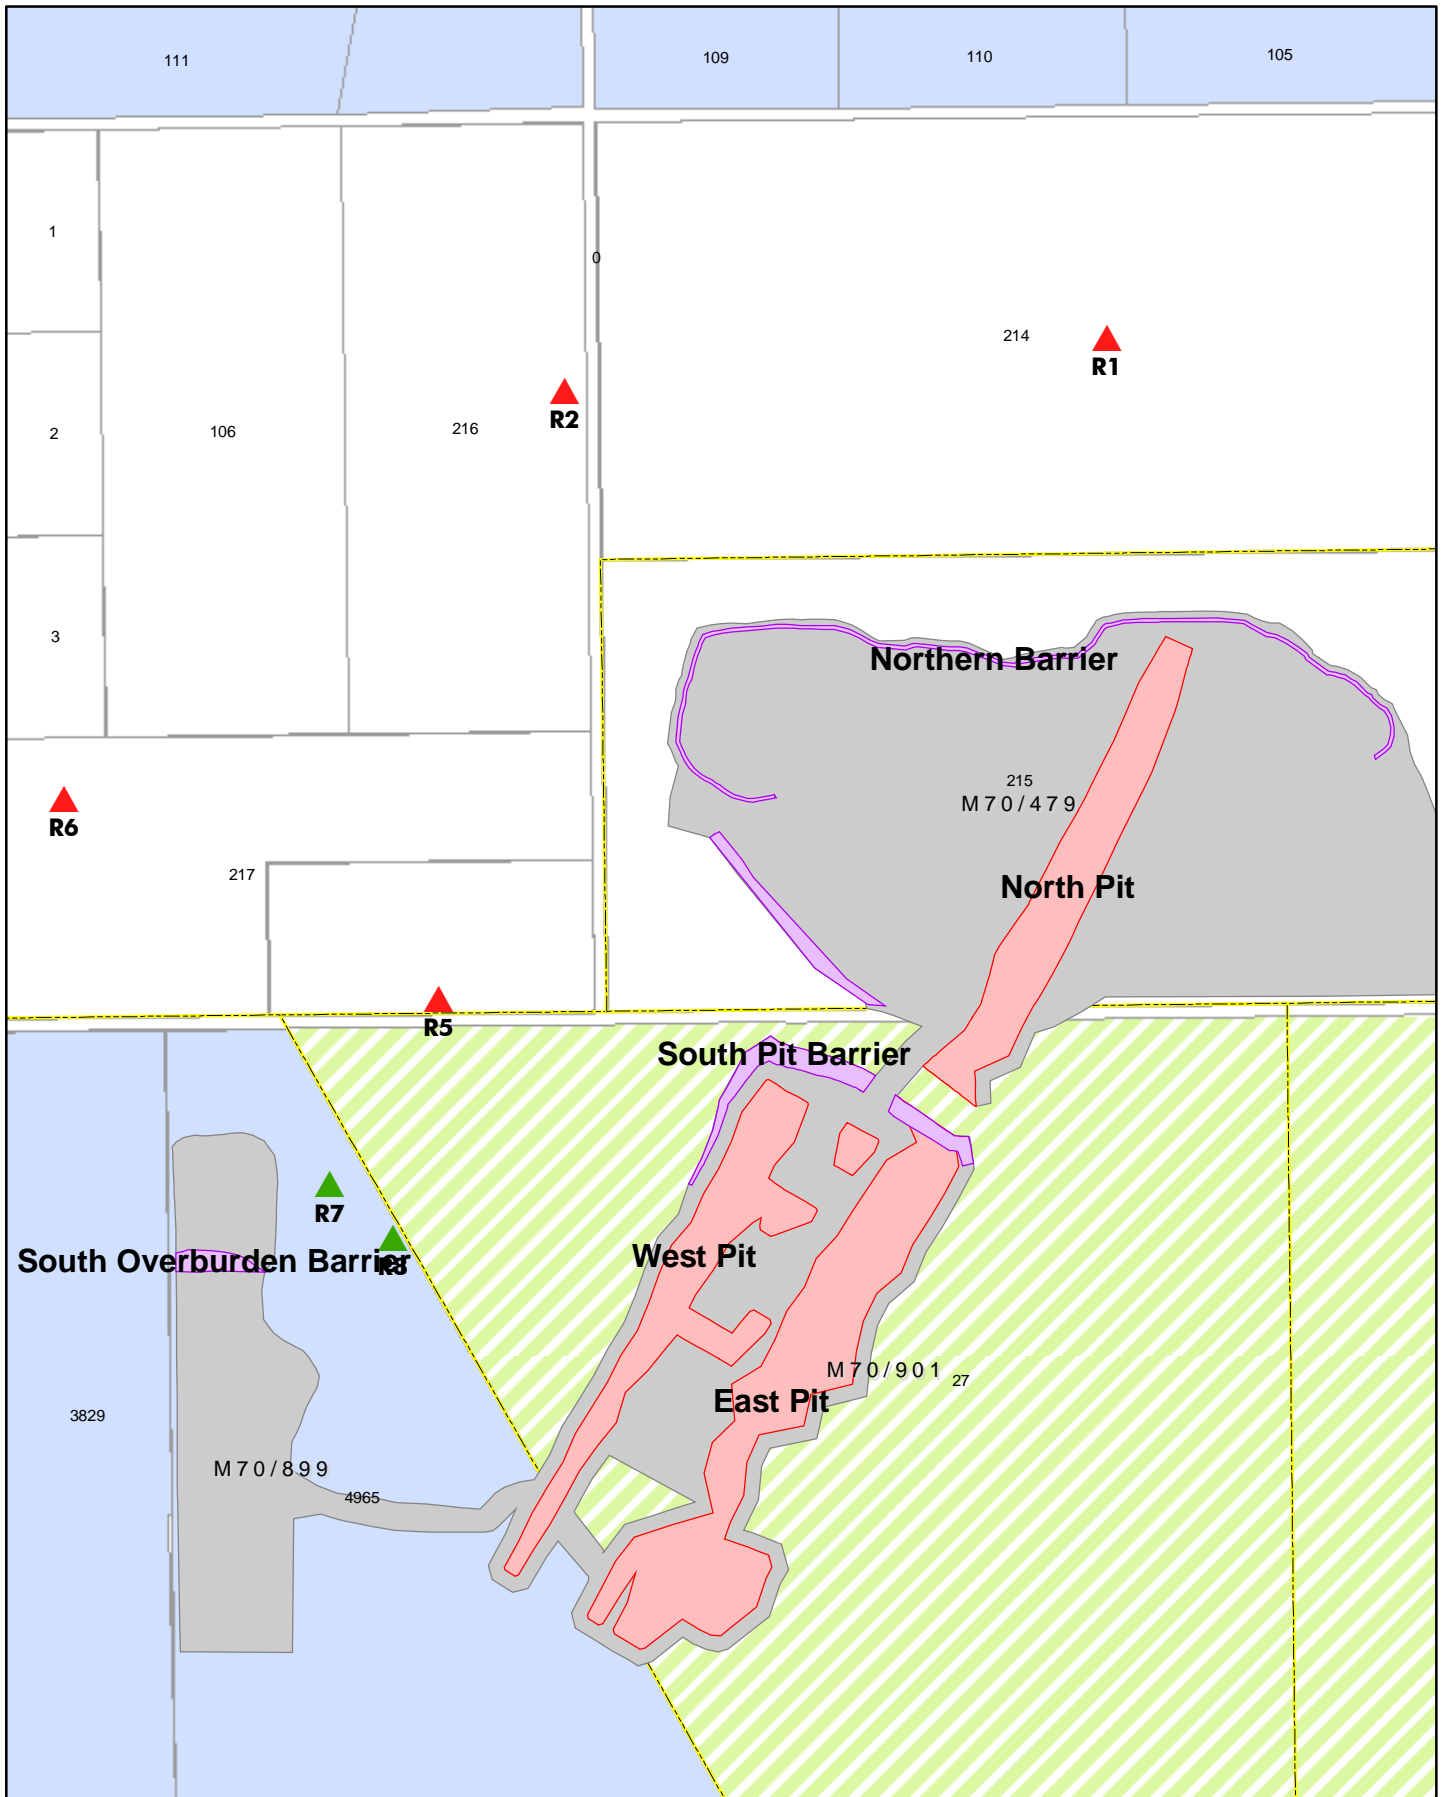 111
109
110
105
1
0
214
R1
R2
2
106
216
3
Northern Barrier
215
M70/479
R6
217
North Pit
R5
South Pit Barrier
R7
South Overburden Barrier
R8
West Pit
M70/901
27
East Pit
3829
M70/899
4965